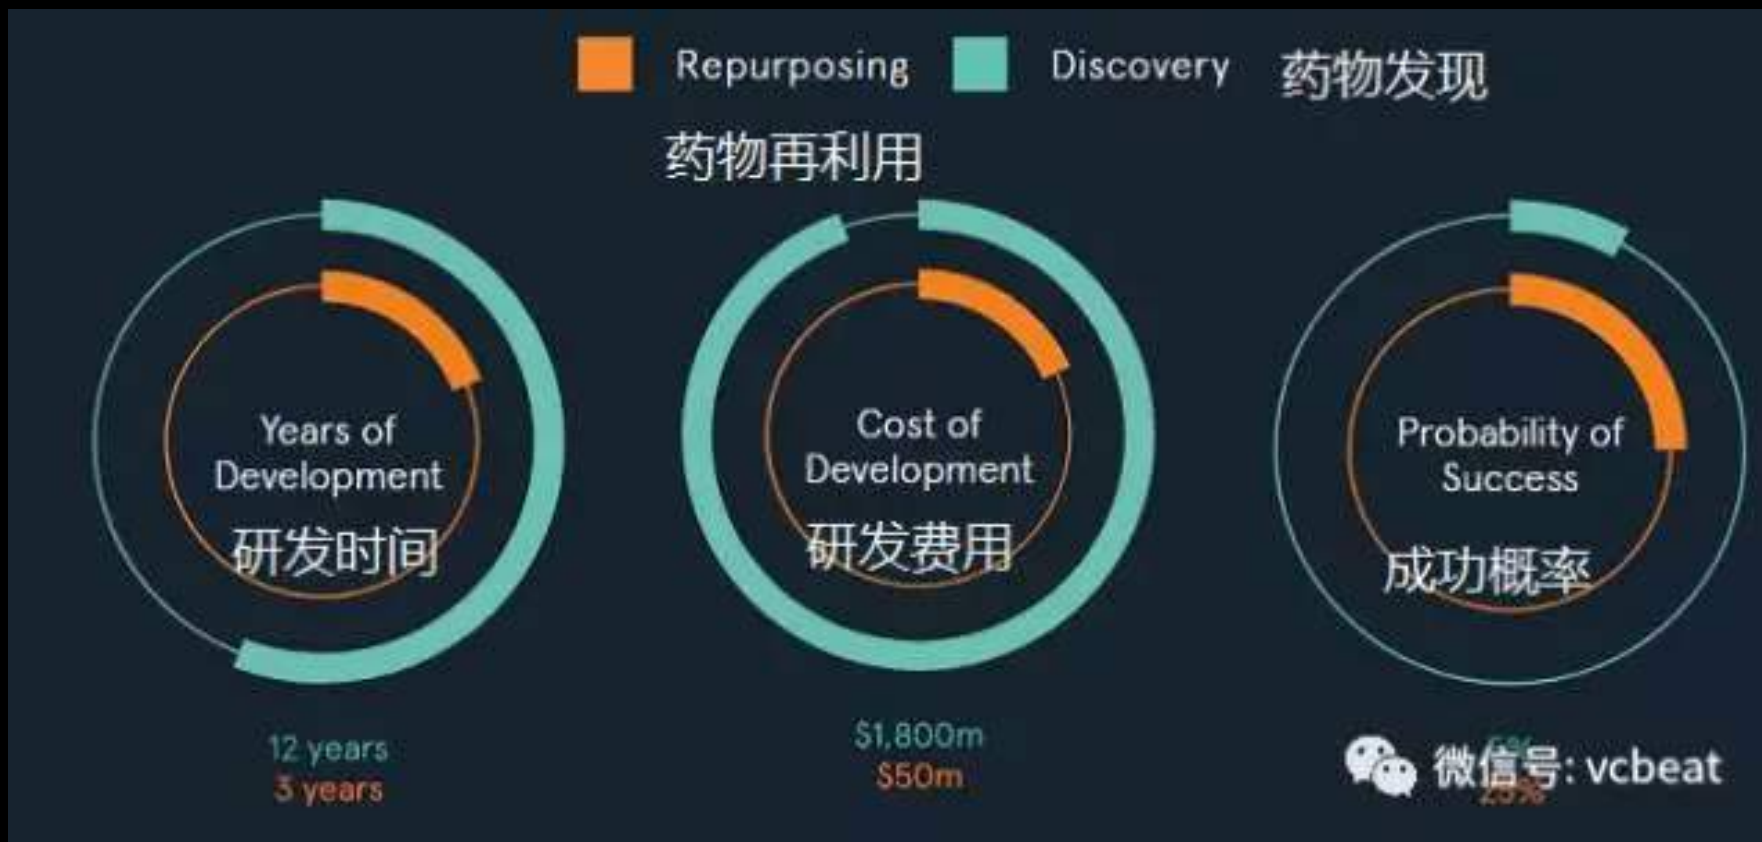 Repurposing
Discovery 药物发现
药物再利用
Years of
Development
研发时间
12 years
3 years
Cost of
Development
研发费用
$1,800m
$50m
Probability of
Success
成功概率
25%
微信号: vcbeat